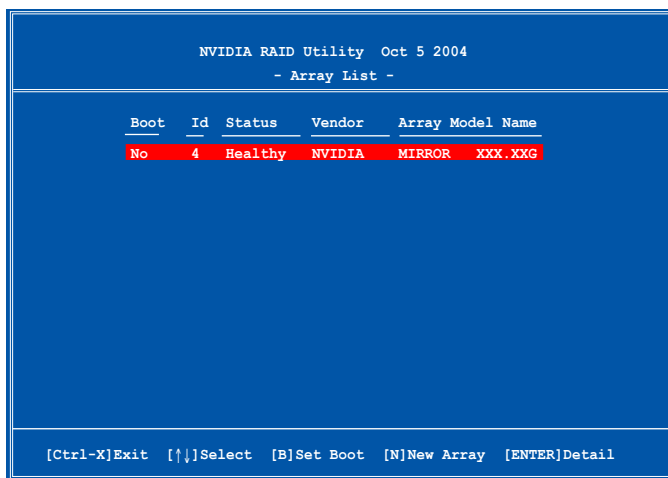 NVIDIA RAID Utility Oct 5 2004
- Array List -
Boot Id Status Vendor Array Model Name
No 4 Healthy NVIDIA MIRROR XXX.XXG
[Ctrl-X]Exit [↑↓]Select [B]Set Boot [N]New Array [ENTER]Detail